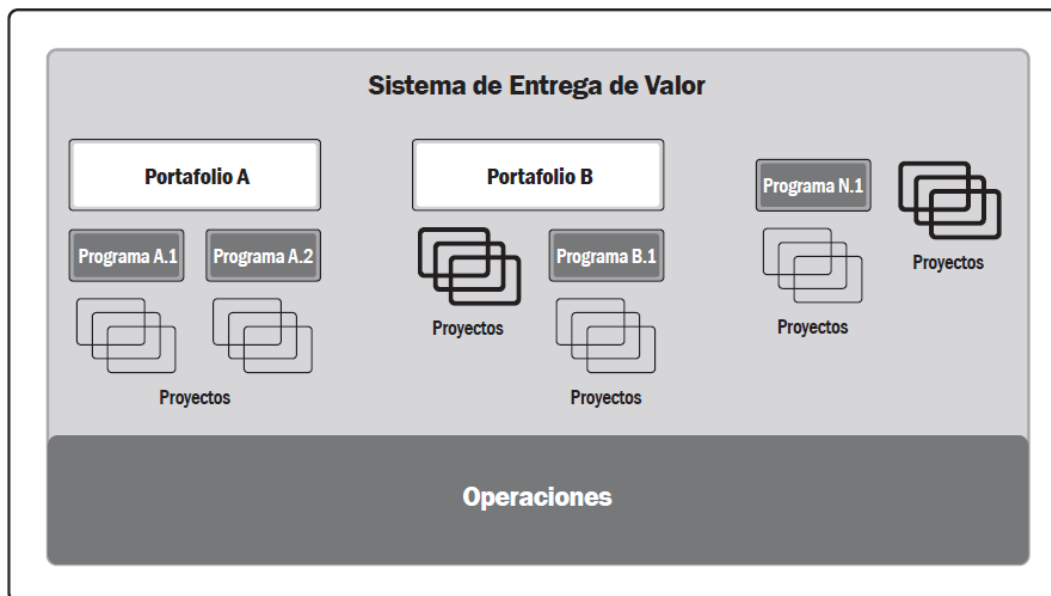 Sistema de Entrega de Valor
Portafolio A
Portafolio B
Programa N.1
Programa A.1
Programa A.2
Programa B.1
Proyectos
Proyectos
Proyectos
Proyectos
Proyectos
Operaciones